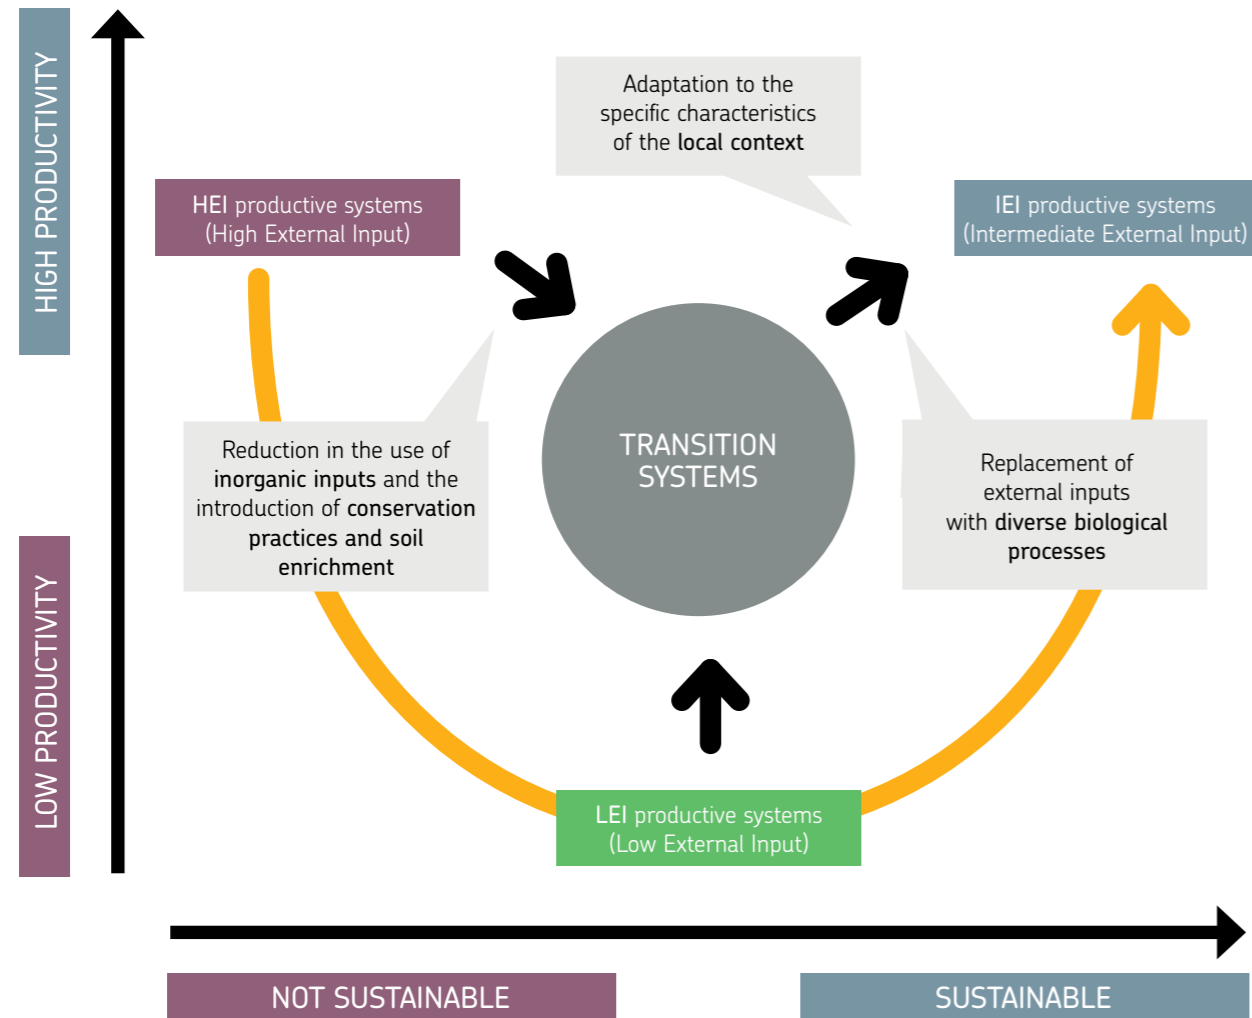 HIGH PRODUCTIVITY
LOW PRODUCTIVITY
Adaptation to the
specific characteristics
of the local context
HEI productive systems
(High External Input)
IEI productive systems
(Intermediate External Input)
Reduction in the use of
inorganic inputs and the
introduction of conservation
practices and soil
enrichment
TRANSITION
SYSTEMS
Replacement of
external inputs
with diverse biological
processes
LEI productive systems
(Low External Input)
NOT SUSTAINABLE
SUSTAINABLE